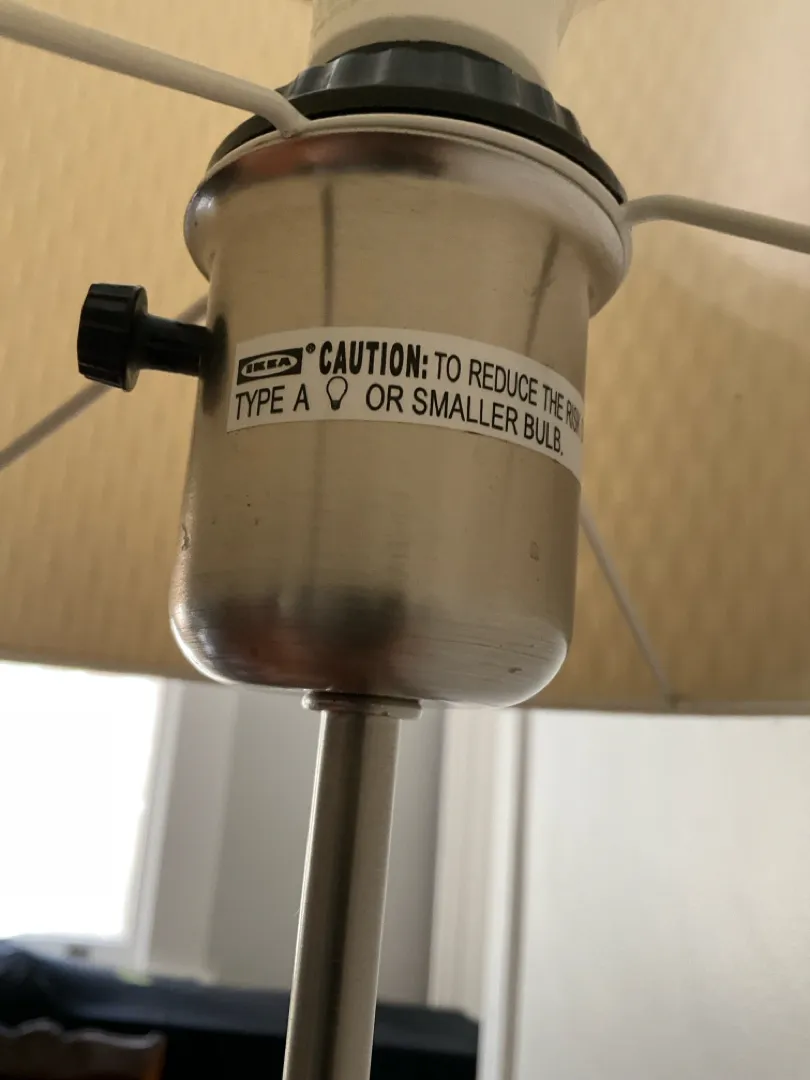 IKEA® CAUTION: TO REDUCE THE
TYPE A OR SMALLER BULB.